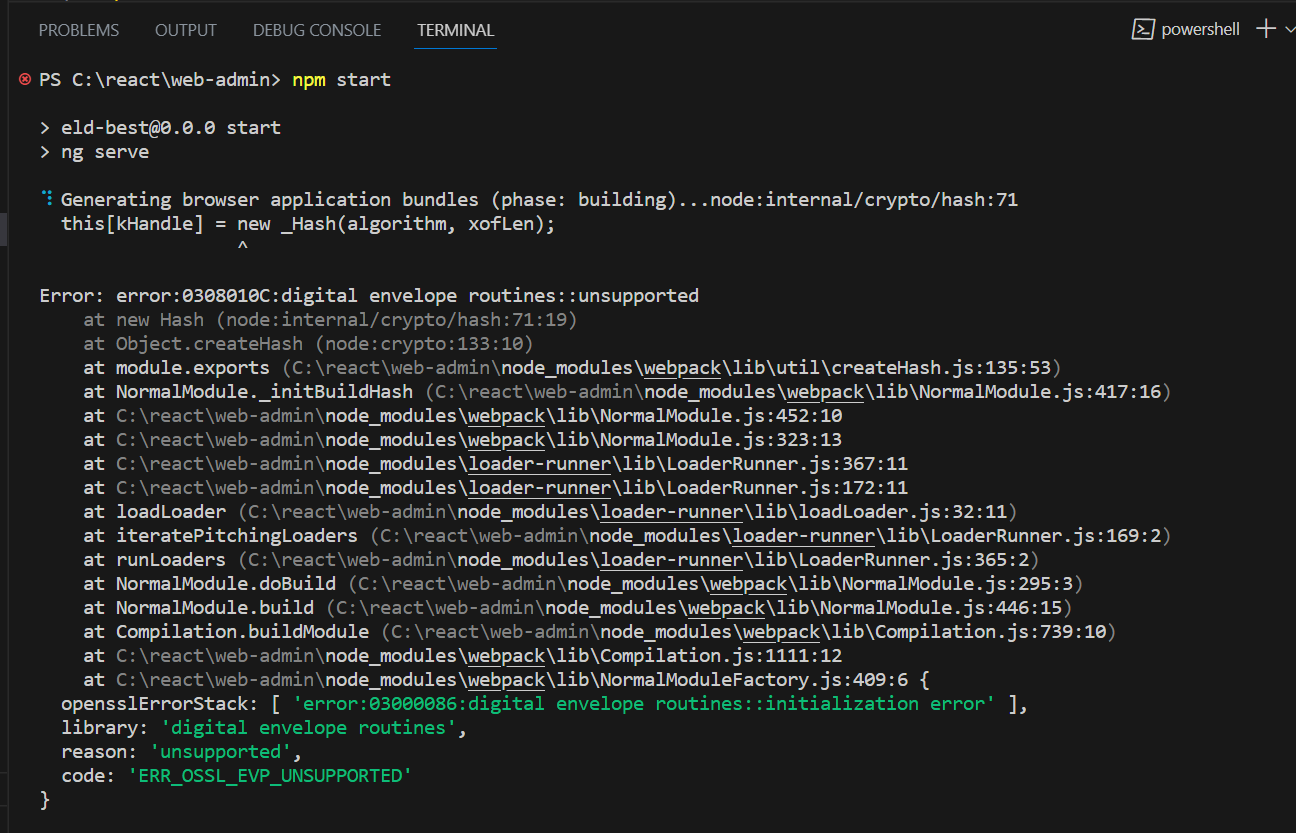 PROBLEMS OUTPUT DEBUG CONSOLE TERMINAL powershell
PS C:\react\web-admin> npm start
> eld-best@0.0.0 start
> ng serve
Generating browser application bundles (phase: building)...node:internal/crypto/hash:71
this[kHandle] = new _Hash(algorithm, xofLen);
^
Error: error:0308010C:digital envelope routines::unsupported
at new Hash (node:internal/crypto/hash:71:19)
at Object.createHash (node:crypto:133:10)
at module.exports (C:\react\web-admin\node_modules\webpack\lib\util\createHash.js:135:53)
at NormalModule._initBuildHash (C:\react\web-admin\node_modules\webpack\lib\NormalModule.js:417:16)
at C:\react\web-admin\node_modules\webpack\lib\NormalModule.js:452:10
at C:\react\web-admin\node_modules\webpack\lib\NormalModule.js:323:13
at C:\react\web-admin\node_modules\loader-runner\lib\LoaderRunner.js:367:11
at C:\react\web-admin\node_modules\loader-runner\lib\LoaderRunner.js:172:11
at loadLoader (C:\react\web-admin\node_modules\loader-runner\lib\loadLoader.js:32:11)
at iteratePitchingLoaders (C:\react\web-admin\node_modules\loader-runner\lib\LoaderRunner.js:169:2)
at runLoaders (C:\react\web-admin\node_modules\loader-runner\lib\LoaderRunner.js:365:2)
at NormalModule.doBuild (C:\react\web-admin\node_modules\webpack\lib\NormalModule.js:295:3)
at NormalModule.build (C:\react\web-admin\node_modules\webpack\lib\NormalModule.js:446:15)
at Compilation.buildModule (C:\react\web-admin\node_modules\webpack\lib\Compilation.js:739:10)
at C:\react\web-admin\node_modules\webpack\lib\Compilation.js:1111:12
at C:\react\web-admin\node_modules\webpack\lib\NormalModuleFactory.js:409:6 {
opensslErrorStack: [ 'error:03000086:digital envelope routines::initialization error' ],
library: 'digital envelope routines',
reason: 'unsupported',
code: 'ERR_OSSL_EVP_UNSUPPORTED'
}